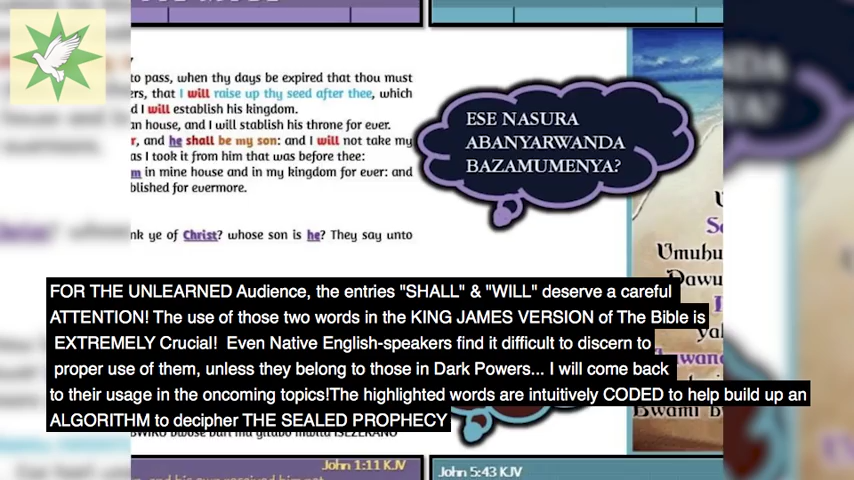 to pass, when thy days be expired that thou must
ers, that I will raise up thy seed after thee, which
d I will establish his kingdom.
an house, and I will stablish his throne for ever.
r, and he shall be my son: and I will not take my
as I took it from him that was before thee:
m in mine house and in my kingdom for ever: and
blished for evermore.
ESE NASURA
ABANYARWANDA
BAZAMUMENYA?
nk ye of Christ? whose son is he? They say unto
Umuhu
Dawu
FOR THE UNLEARNED Audience, the entries "SHALL" & "WILL" deserve a careful
ATTENTION! The use of those two words in the KING JAMES VERSION of The Bible is
EXTREMELY Crucial! Even Native English-speakers find it difficult to discern to
proper use of them, unless they belong to those in Dark Powers... I will come back
to their usage in the oncoming topics!The highlighted words are intuitively CODED to help build up an
ALGORITHM to decipher THE SEALED PROPHECY
John 1:11 KJV
John 5:43 KJV